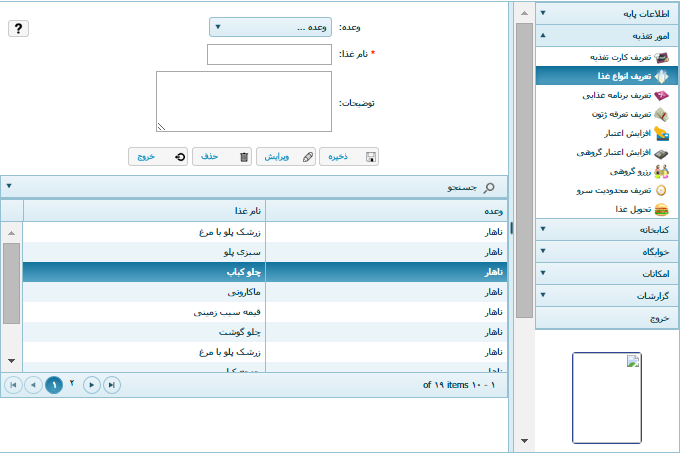 اطلاعات پایه
امور تغذیه
تعریف کارت تغذیه
تعریف انواع غذا
تعریف برنامه غذایی
تعریف تعرفه ژتون
افزایش اعتبار
افزایش اعتبار گروهی
رزرو گروهی
تعریف محدودیت سرو
تحویل غذا
کتابخانه
خوابگاه
امکانات
گزارشات
خروج
?
وعده:
وعده ...
* نام غذا:
توضیحات:
ذخیره
ویرایش
حذف
خروج
جستجو
وعده نام غذا
ناهار زرشک پلو با مرغ
ناهار سبزی پلو
ناهار چلو کباب
ناهار ماکارونی
ناهار قیمه سیب زمینی
ناهار چلو گوشت
ناهار زرشک پلو با مرغ
ناهار
۱ ۲
۱ - ۱۰ of ۱۹ items